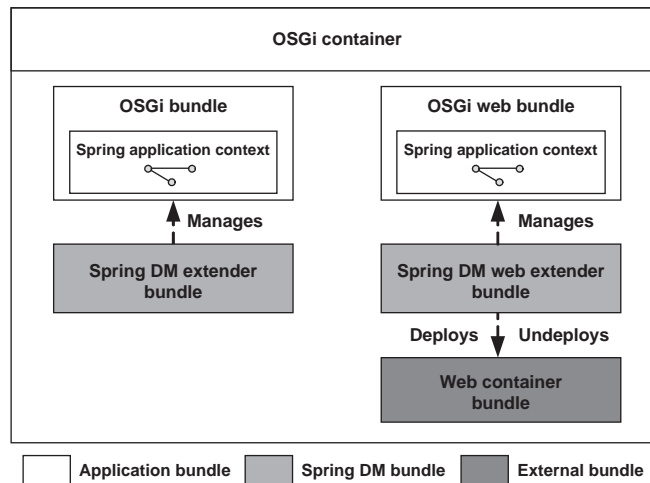 OSGi container
OSGi bundle
Spring application context
Manages
Spring DM extender
bundle
OSGi web bundle
Spring application context
Manages
Spring DM web extender
bundle
Deploys Undeploys
Web container
bundle
Application bundle Spring DM bundle External bundle